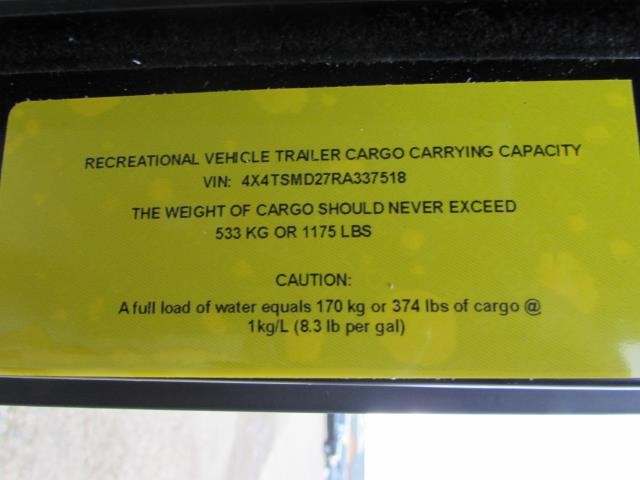 RECREATIONAL VEHICLE TRAILER CARGO CARRYING CAPACITY
VIN: 4X4TSMD27RA337518
THE WEIGHT OF CARGO SHOULD NEVER EXCEED
533 KG OR 1175 LBS
CAUTION:
A full load of water equals 170 kg or 374 lbs of cargo @
1kg/L (8.3 lb per gal)